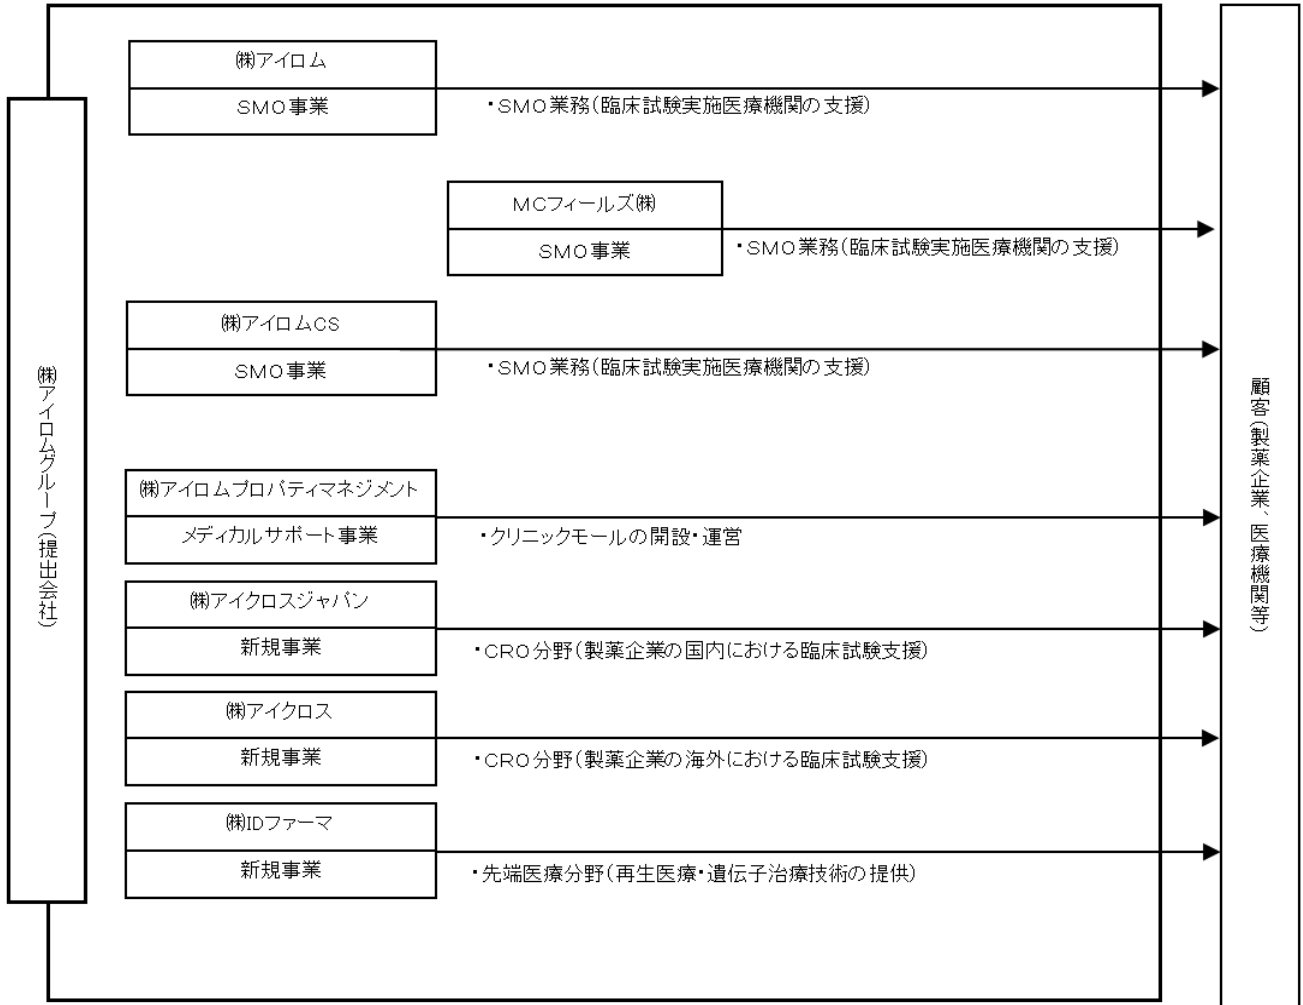 ㈱アイロムグループ(提出会社)
㈱アイロム
SMO事業
・SMO業務(臨床試験実施医療機関の支援)
MCフィールズ㈱
SMO事業
・SMO業務(臨床試験実施医療機関の支援)
㈱アイロムCS
SMO事業
・SMO業務(臨床試験実施医療機関の支援)
㈱アイロムプロパティマネジメント
メディカルサポート事業
・クリニックモールの開設・運営
㈱アイクロスジャパン
新規事業
・CRO分野(製薬企業の国内における臨床試験支援)
㈱アイクロス
新規事業
・CRO分野(製薬企業の海外における臨床試験支援)
㈱IDファーマ
新規事業
・先端医療分野(再生医療・遺伝子治療技術の提供)
顧客(製薬企業、医療機関等)